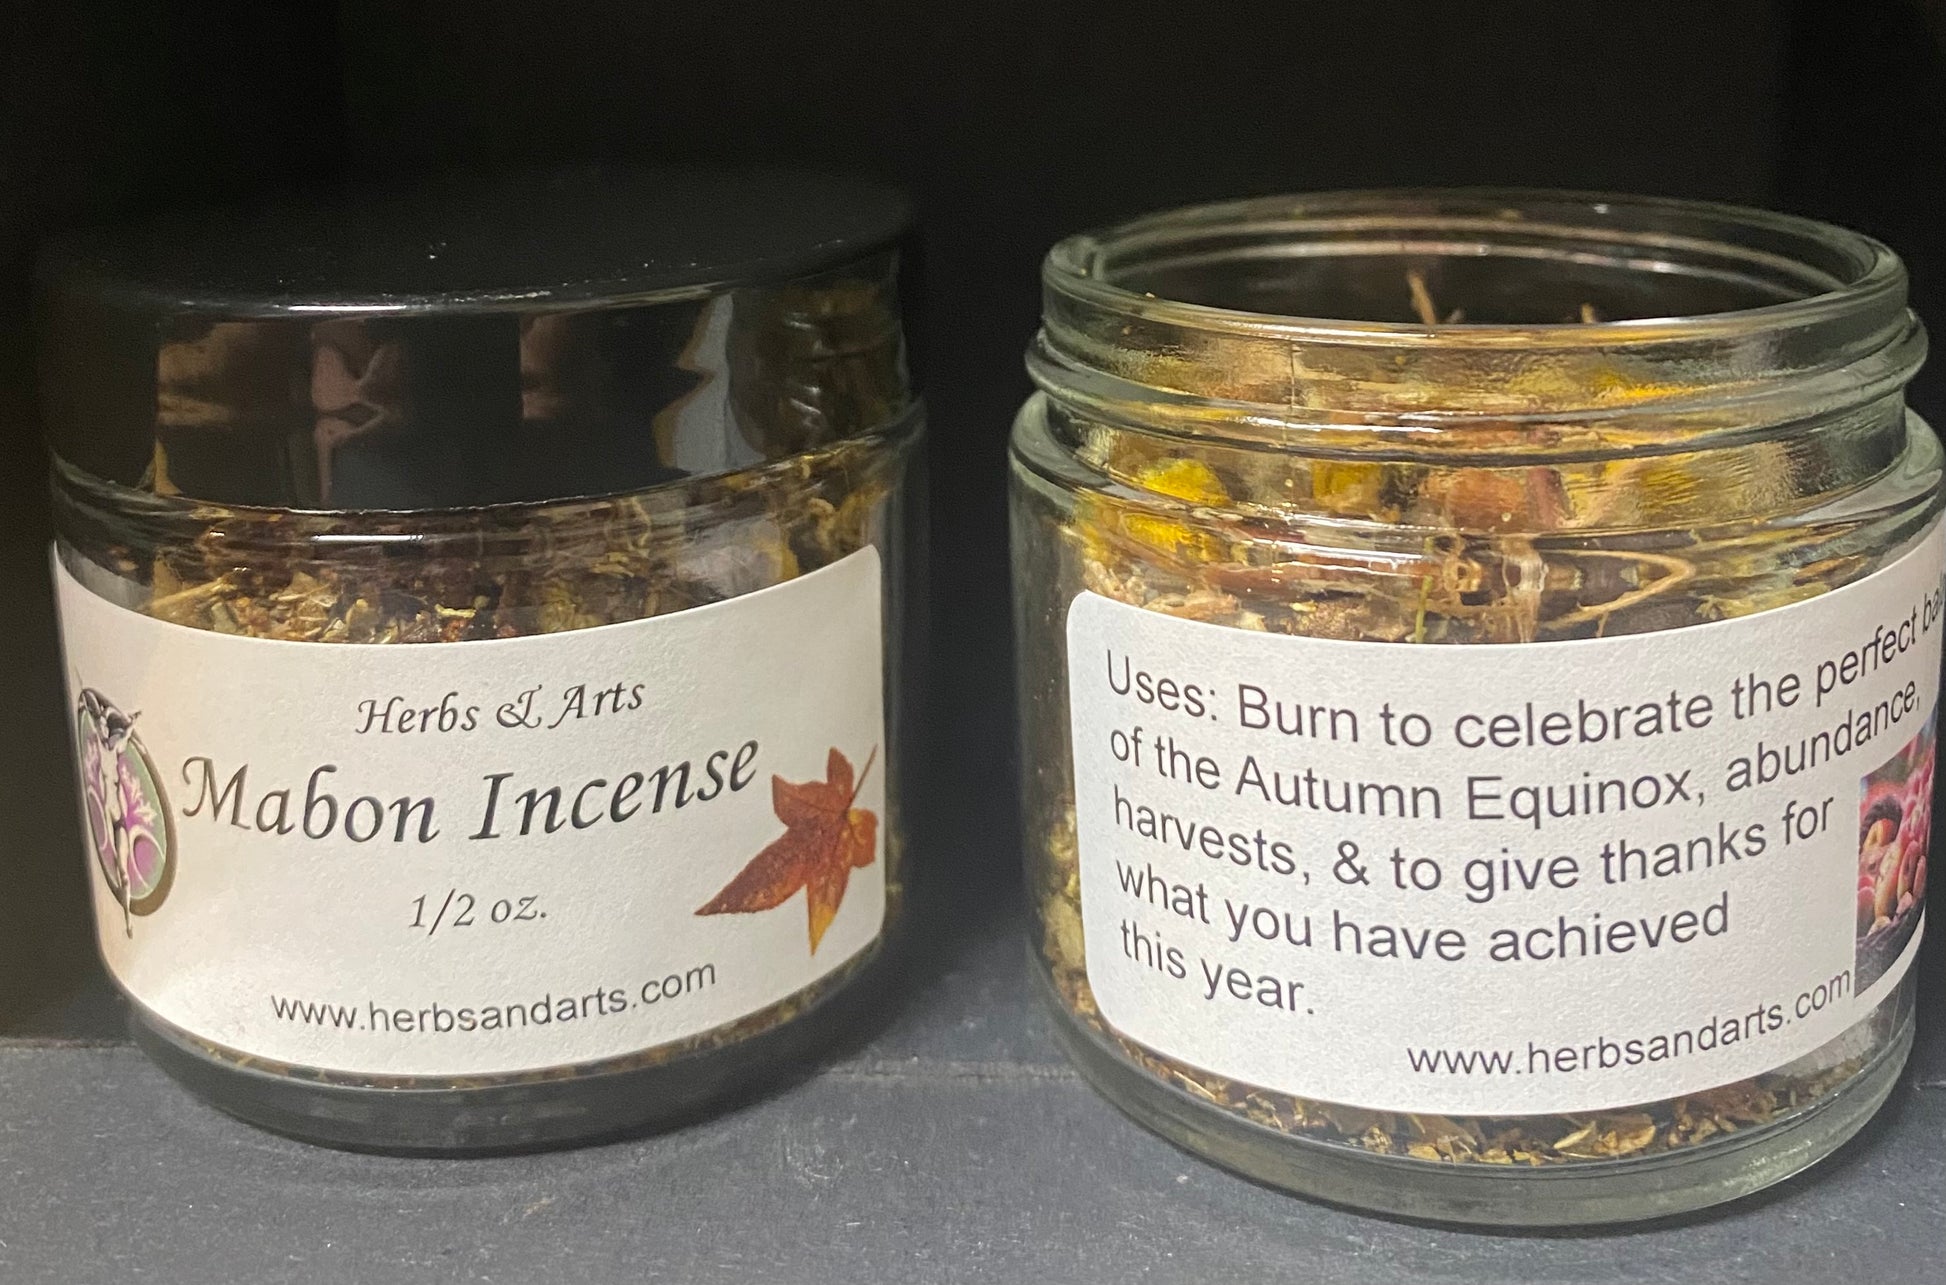 Herbs & Arts
Mabon Incense
1/2 oz.
www.herbsandarts.com
Uses: Burn to celebrate the perfect
of the Autumn Equinox, abundance,
harvests, & to give thanks for
what you have achieved
this year.
www.herbsandarts.com